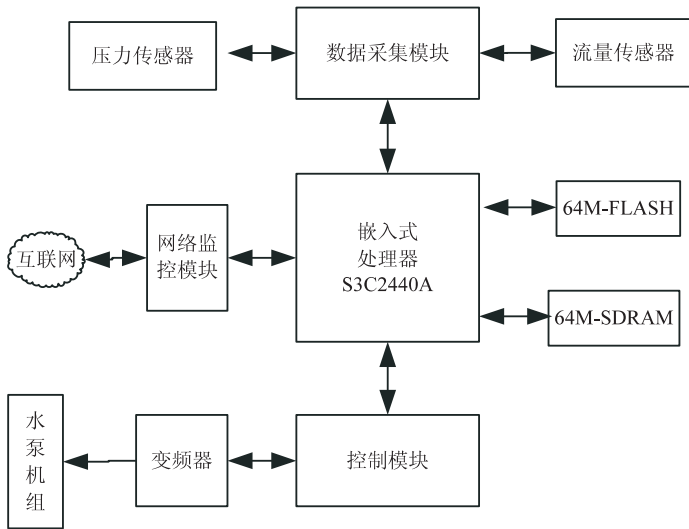 压力传感器
数据采集模块
流量传感器
互联网
网络监
控模块
嵌入式
处理器
S3C2440A
64M-FLASH
64M-SDRAM
水
泵
机
组
变频器
控制模块